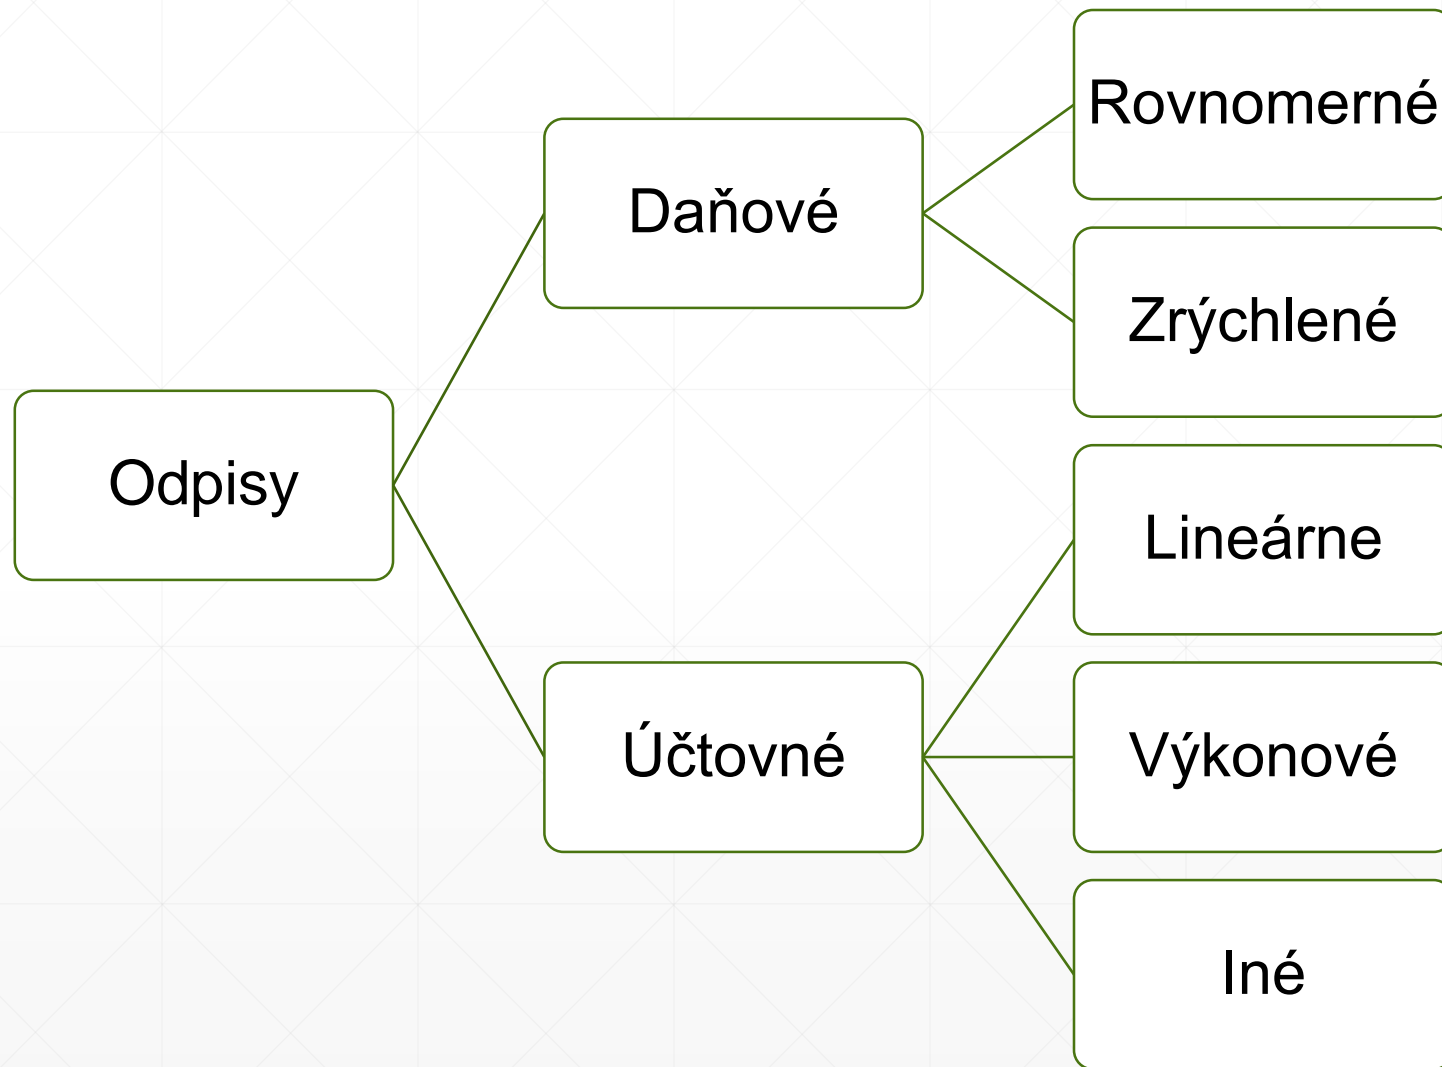 Odpisy
Daňové
Rovnomerné
Zrýchlené
Účtovné
Lineárne
Výkonové
Iné